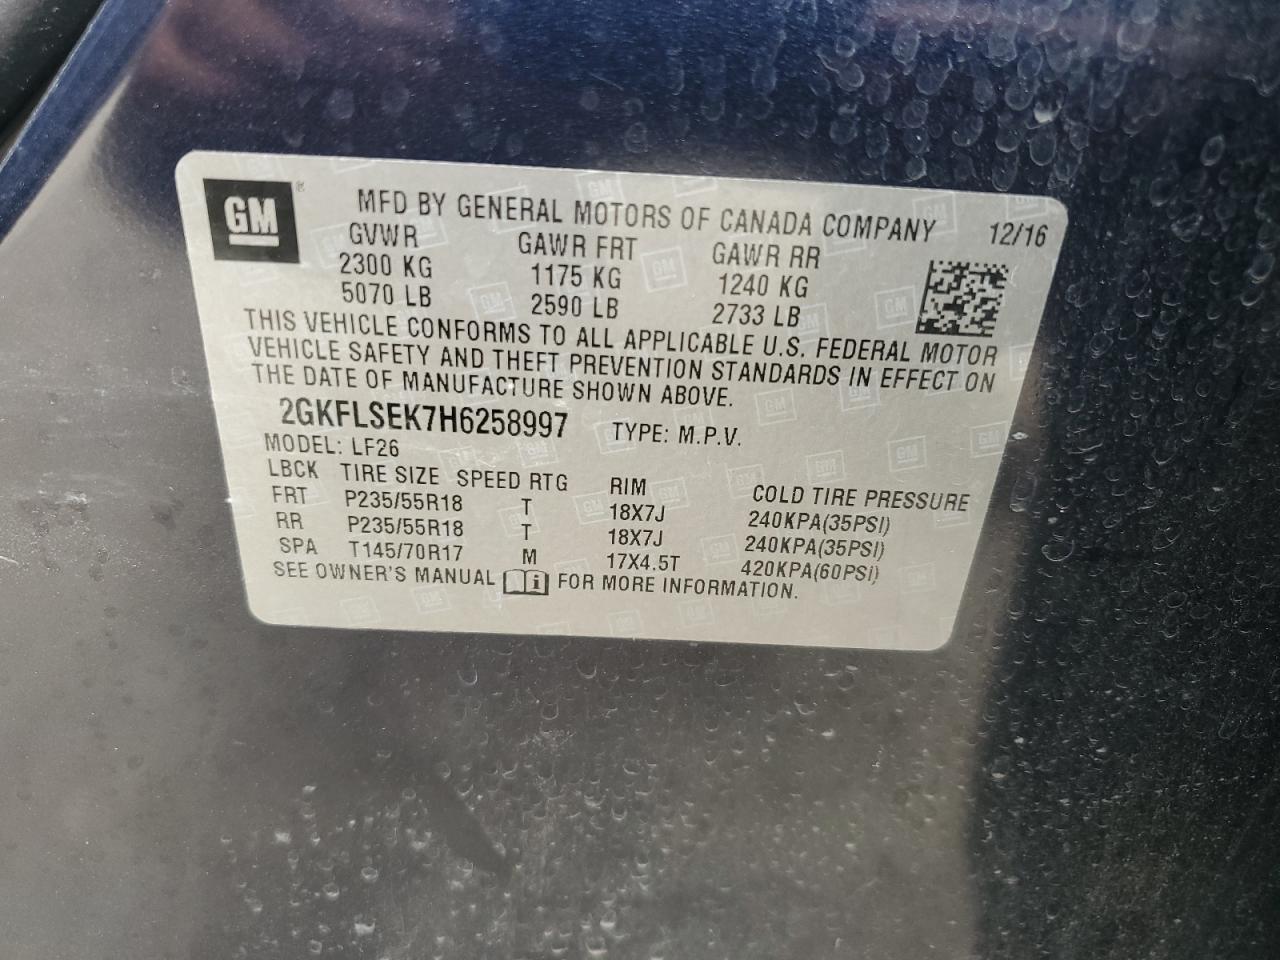 GM ®
MFD BY GENERAL MOTORS OF CANADA COMPANY 12/16
GVWR GAWR FRT GAWR RR
2300 KG 1175 KG 1240 KG
5070 LB 2590 LB 2733 LB
THIS VEHICLE CONFORMS TO ALL APPLICABLE U.S. FEDERAL MOTOR
VEHICLE SAFETY AND THEFT PREVENTION STANDARDS IN EFFECT ON
THE DATE OF MANUFACTURE SHOWN ABOVE.
2GKFLSEK7H6258997 TYPE: M.P.V.
MODEL: LF26
LBCK TIRE SIZE SPEED RTG RIM COLD TIRE PRESSURE
FRT P235/55R18 T 18X7J 240KPA(35PSI)
RR P235/55R18 T 18X7J 240KPA(35PSI)
SPA T145/70R17 M 17X4.5T 420KPA(60PSI)
SEE OWNER'S MANUAL i FOR MORE INFORMATION.